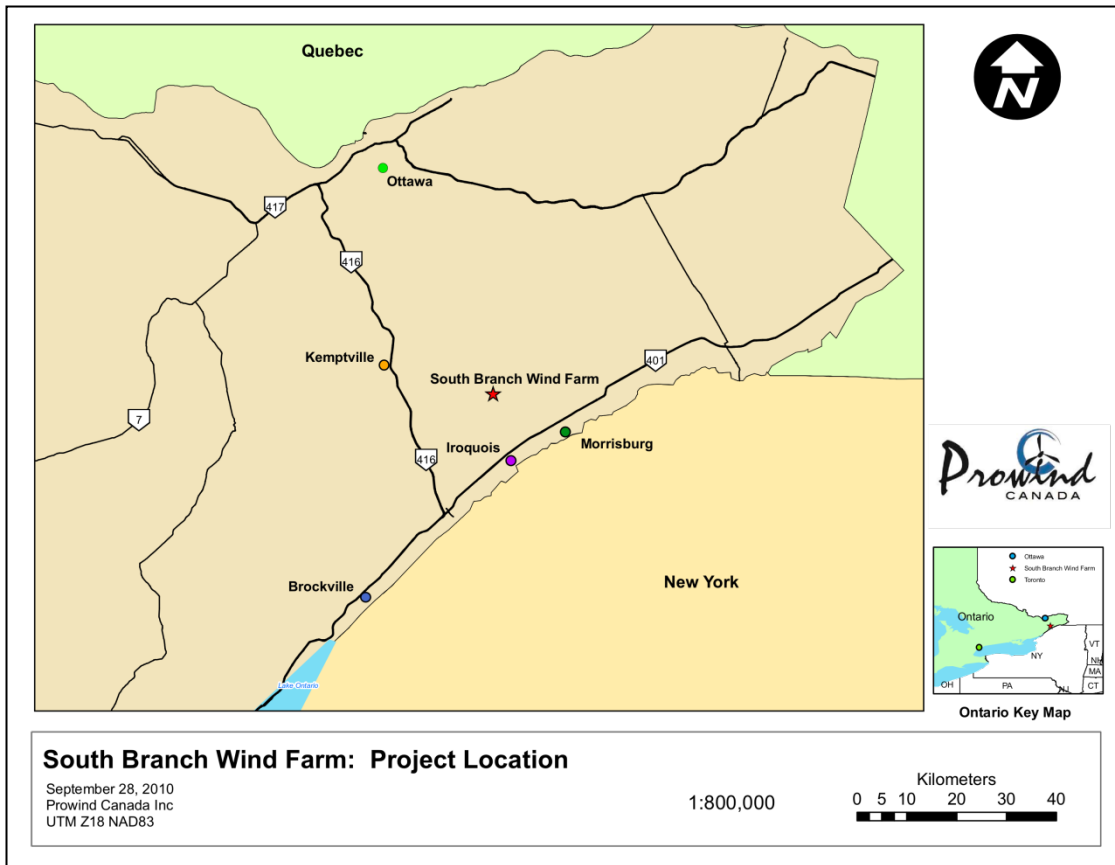 Quebec
N
Ottawa
417
416
Kemptville
South Branch Wind Farm
401
7
416
Iroquois
Morrisburg
Brockville
New York
Lake Ontario
Prowind
CANADA
Ottawa
South Branch Wind Farm
Toronto
Ontario
VT
NY
NH
MA
OH
PA
NJ
CT
Ontario Key Map
South Branch Wind Farm: Project Location
September 28, 2010
Prowind Canada Inc
UTM Z18 NAD83
1:800,000
Kilometers
0 5 10 20 30 40